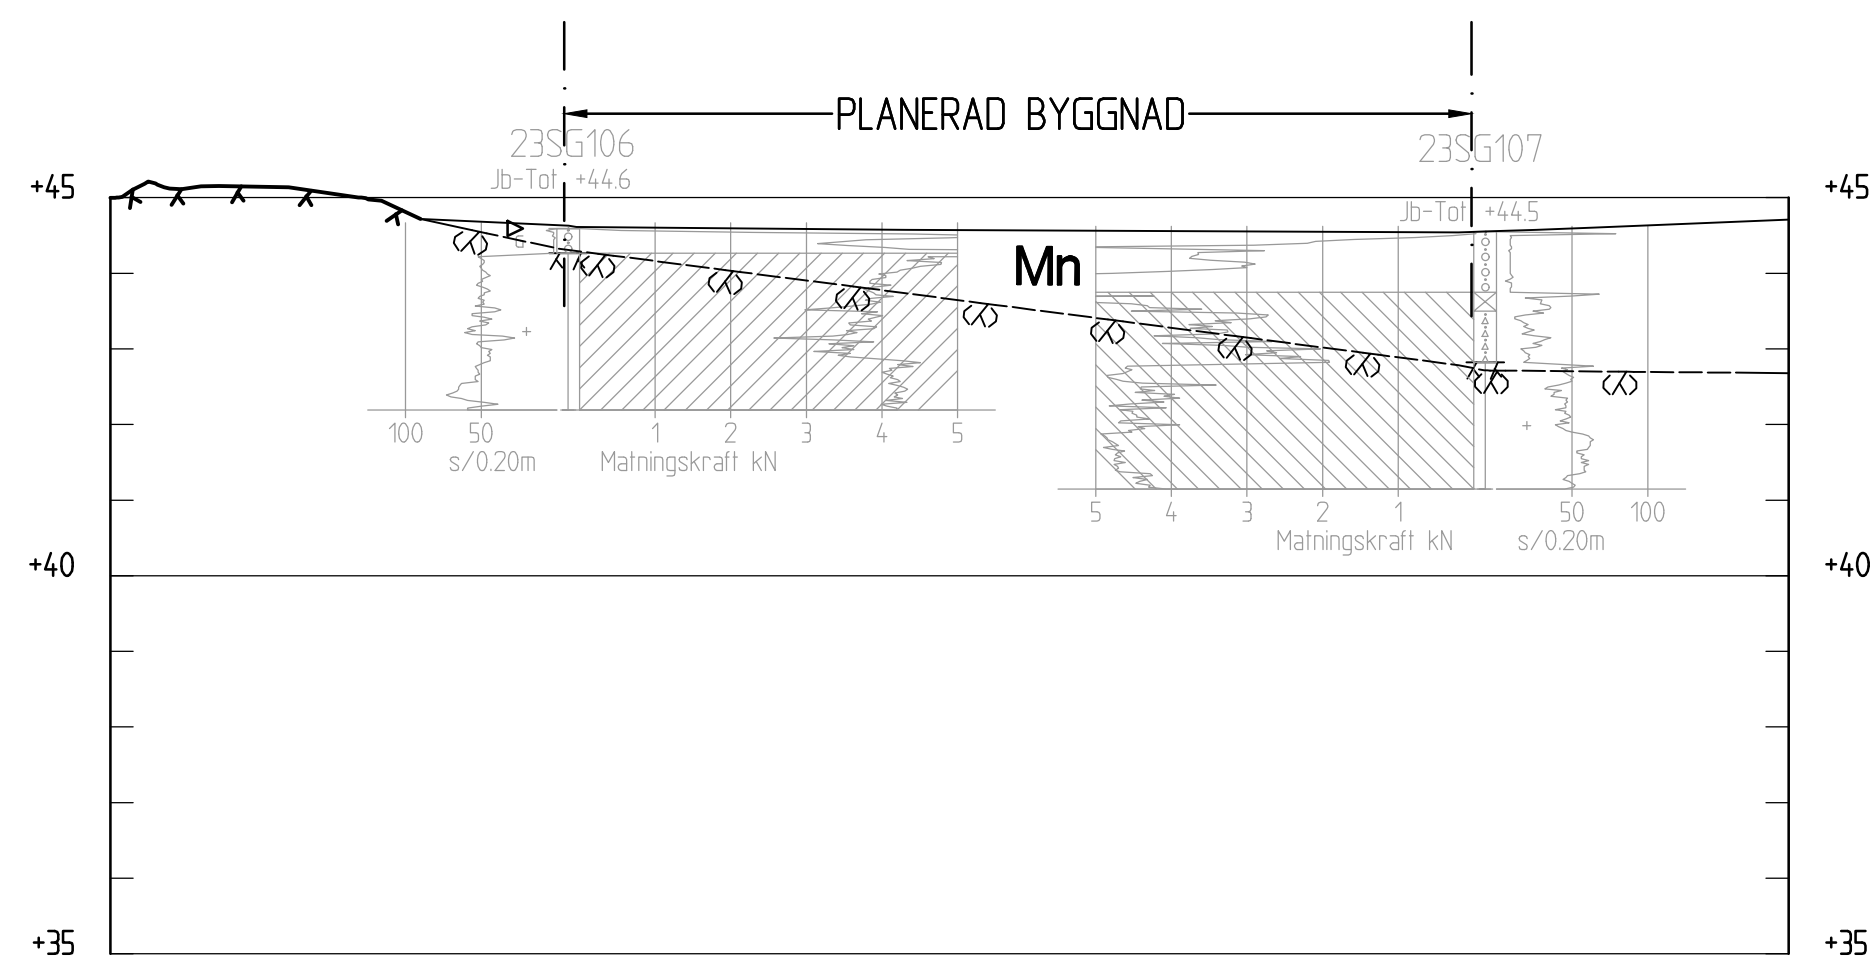 PLANERAD BYGGNAD
23SG106
23SG107
Jb-Tot +44.6
+45
+45
Jb-Tot +44.5
G
Mn
100 50 1 2 3 4 5
s/0.20m Matningskraft kN
5 4 3 2 1 50 100
Matningskraft kN s/0.20m
+40
+40
+35
+35